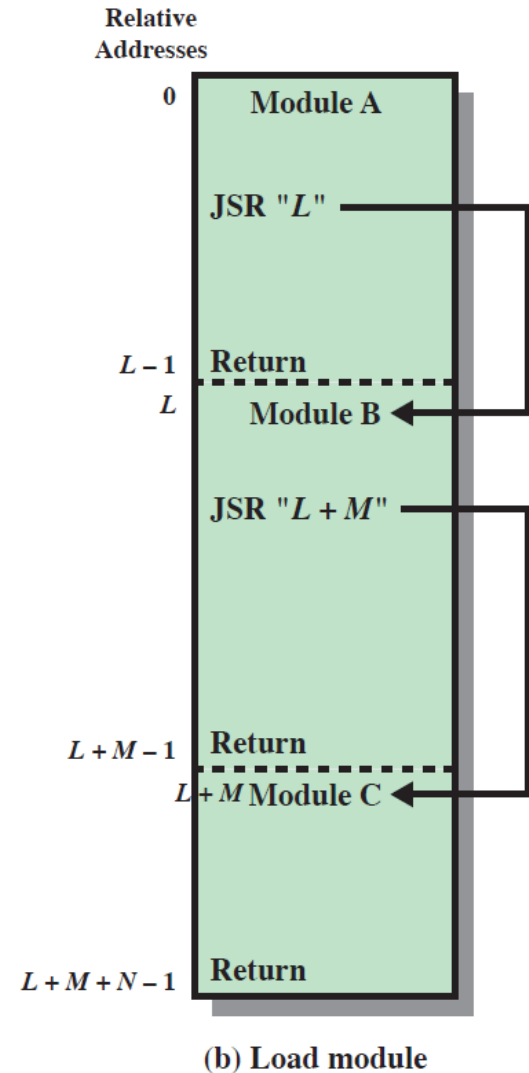 Relative
Addresses
0
Module A
JSR "L"
L – 1
Return
L
Module B
JSR "L + M"
L + M – 1
Return
L + M
Module C
L + M + N – 1
Return
(b) Load module